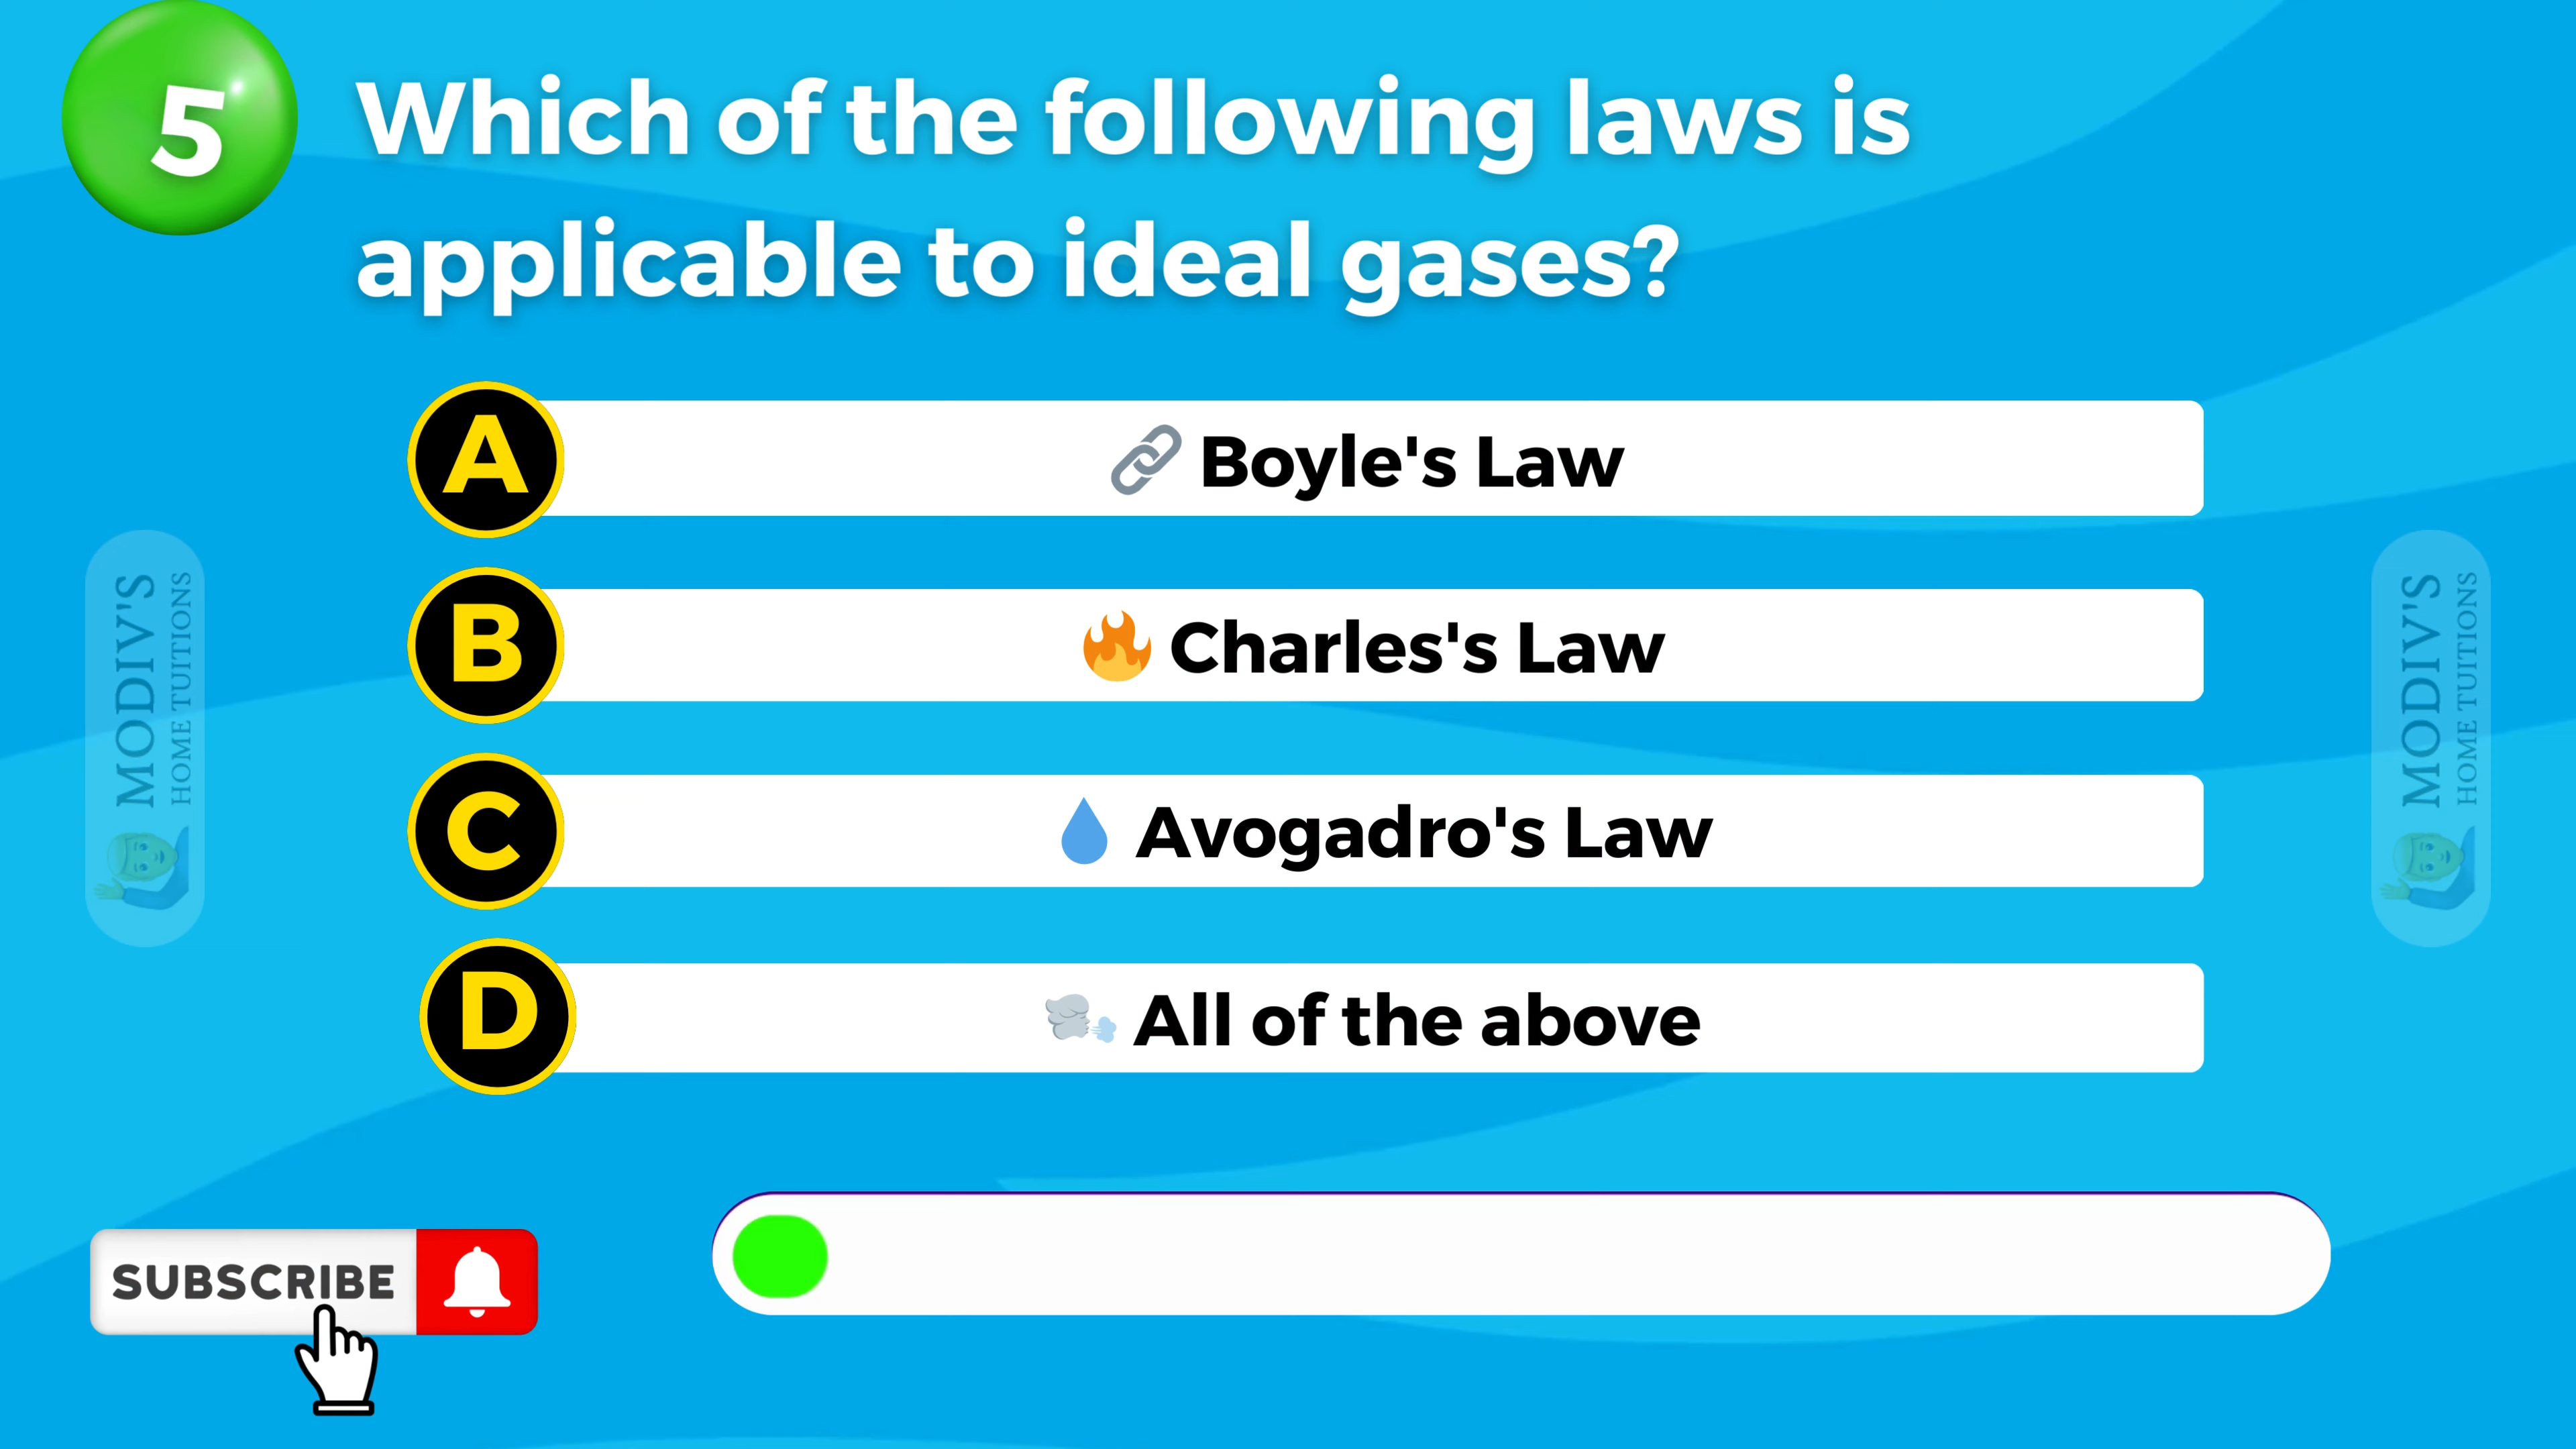 5
Which of the following laws is
applicable to ideal gases?
A
🔗 Boyle's Law
B
🔥 Charles's Law
C
💧 Avogadro's Law
D
🌬️ All of the above
MODIV'S
HOME TUITIONS
MODIV'S
HOME TUITIONS
SUBSCRIBE